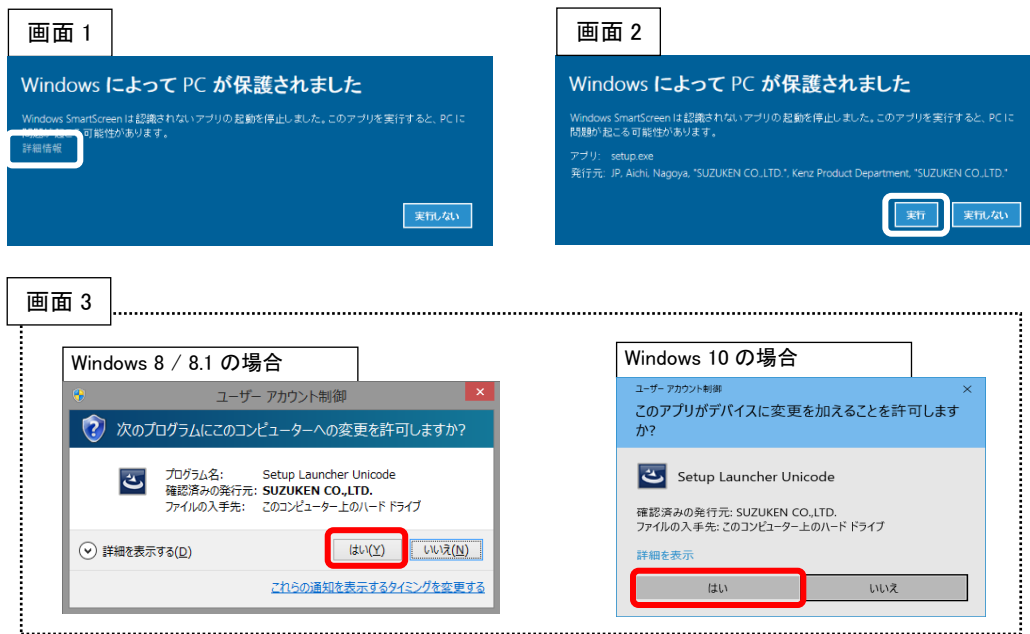 画面 1
Windows によって PC が保護されました
Windows SmartScreen は認識されないアプリの起動を停止しました。このアプリを実行すると、PC に
問題が起こる可能性があります。
詳細情報
実行しない
画面 2
Windows によって PC が保護されました
Windows SmartScreen は認識されないアプリの起動を停止しました。このアプリを実行すると、PC に
問題が起こる可能性があります。
アプリ: setup.exe
発行元: JP, Aichi, Nagoya, "SUZUKEN CO.,LTD.", Kenz Product Department, "SUZUKEN CO.,LTD."
実行
実行しない
画面 3
Windows 8 / 8.1 の場合
ユーザー アカウント制御
次のプログラムにこのコンピューターへの変更を許可しますか?
プログラム名: Setup Launcher Unicode
確認済みの発行元: SUZUKEN CO.,LTD.
ファイルの入手先: このコンピューター上のハード ドライブ
詳細を表示する(D)
はい(Y)
いいえ(N)
これらの通知を表示するタイミングを変更する
Windows 10 の場合
ユーザー アカウント制御
このアプリがデバイスに変更を加えることを許可します
か?
Setup Launcher Unicode
確認済みの発行元: SUZUKEN CO.,LTD.
ファイルの入手先: このコンピューター上のハード ドライブ
詳細を表示
はい
いいえ